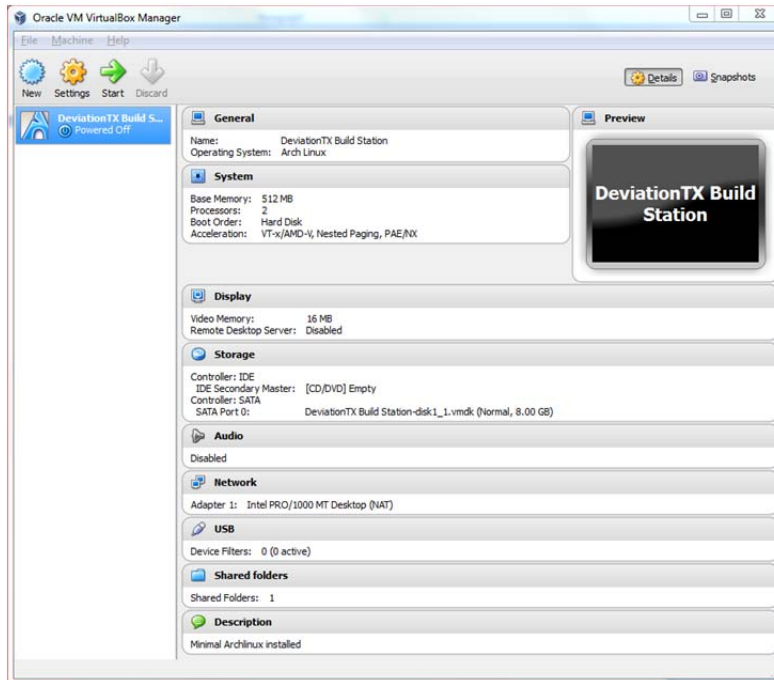 Oracle VM VirtualBox Manager
File Machine Help
New Settings Start Discard
Details Snapshots
DeviationTX Build S...
Powered Off
General
Name: DeviationTX Build Station
Operating System: Arch Linux
System
Base Memory: 512 MB
Processors: 2
Boot Order: Hard Disk
Acceleration: VT-x/AMD-V, Nested Paging, PAE/NX
Preview
DeviationTX Build
Station
Display
Video Memory: 16 MB
Remote Desktop Server: Disabled
Storage
Controller: IDE
IDE Secondary Master: [CD/DVD] Empty
Controller: SATA
SATA Port 0: DeviationTX Build Station-disk1_1.vmdk (Normal, 8.00 GB)
Audio
Disabled
Network
Adapter 1: Intel PRO/1000 MT Desktop (NAT)
USB
Device Filters: 0 (0 active)
Shared folders
Shared Folders: 1
Description
Minimal Archlinux installed